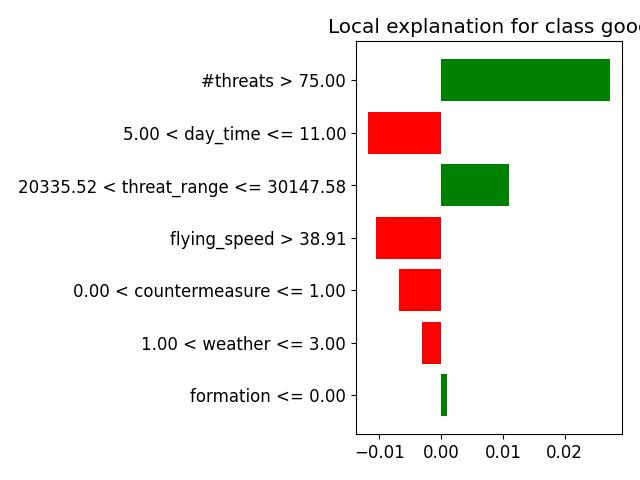 Local explanation for class goo
#threats > 75.00
5.00 < day_time <= 11.00
20335.52 < threat_range <= 30147.58
flying_speed > 38.91
0.00 < countermeasure <= 1.00
1.00 < weather <= 3.00
formation <= 0.00
−0.01 0.00 0.01 0.02